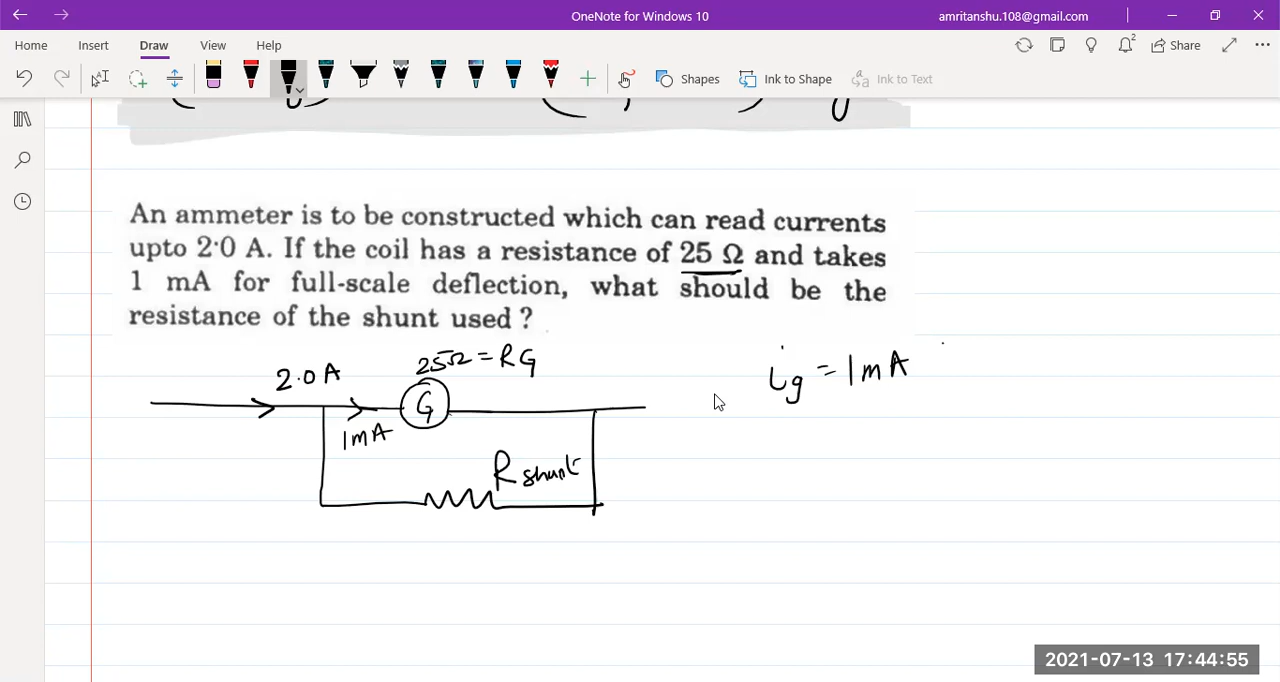 OneNote for Windows 10
amritanshu.108@gmail.com
Home Insert Draw View Help
Share
Shapes
Ink to Shape
Ink to Text
An ammeter is to be constructed which can read currents
upto 2·0 A. If the coil has a resistance of 25 Ω and takes
1 mA for full-scale deflection, what should be the
resistance of the shunt used ?
25Ω = RG
2.0 A
G
1mA
R shunt
ig = 1mA
2021-07-13 17:44:55